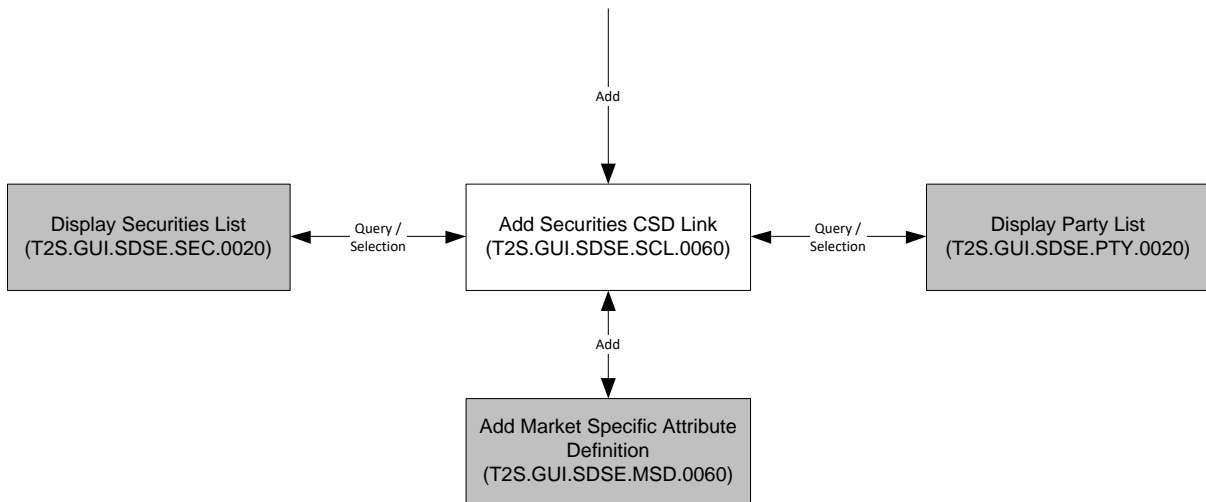 Add
Display Securities List
(T2S.GUI.SDSE.SEC.0020)
Query /
Selection
Add Securities CSD Link
(T2S.GUI.SDSE.SCL.0060)
Query /
Selection
Display Party List
(T2S.GUI.SDSE.PTY.0020)
Add
Add Market Specific Attribute
Definition
(T2S.GUI.SDSE.MSD.0060)